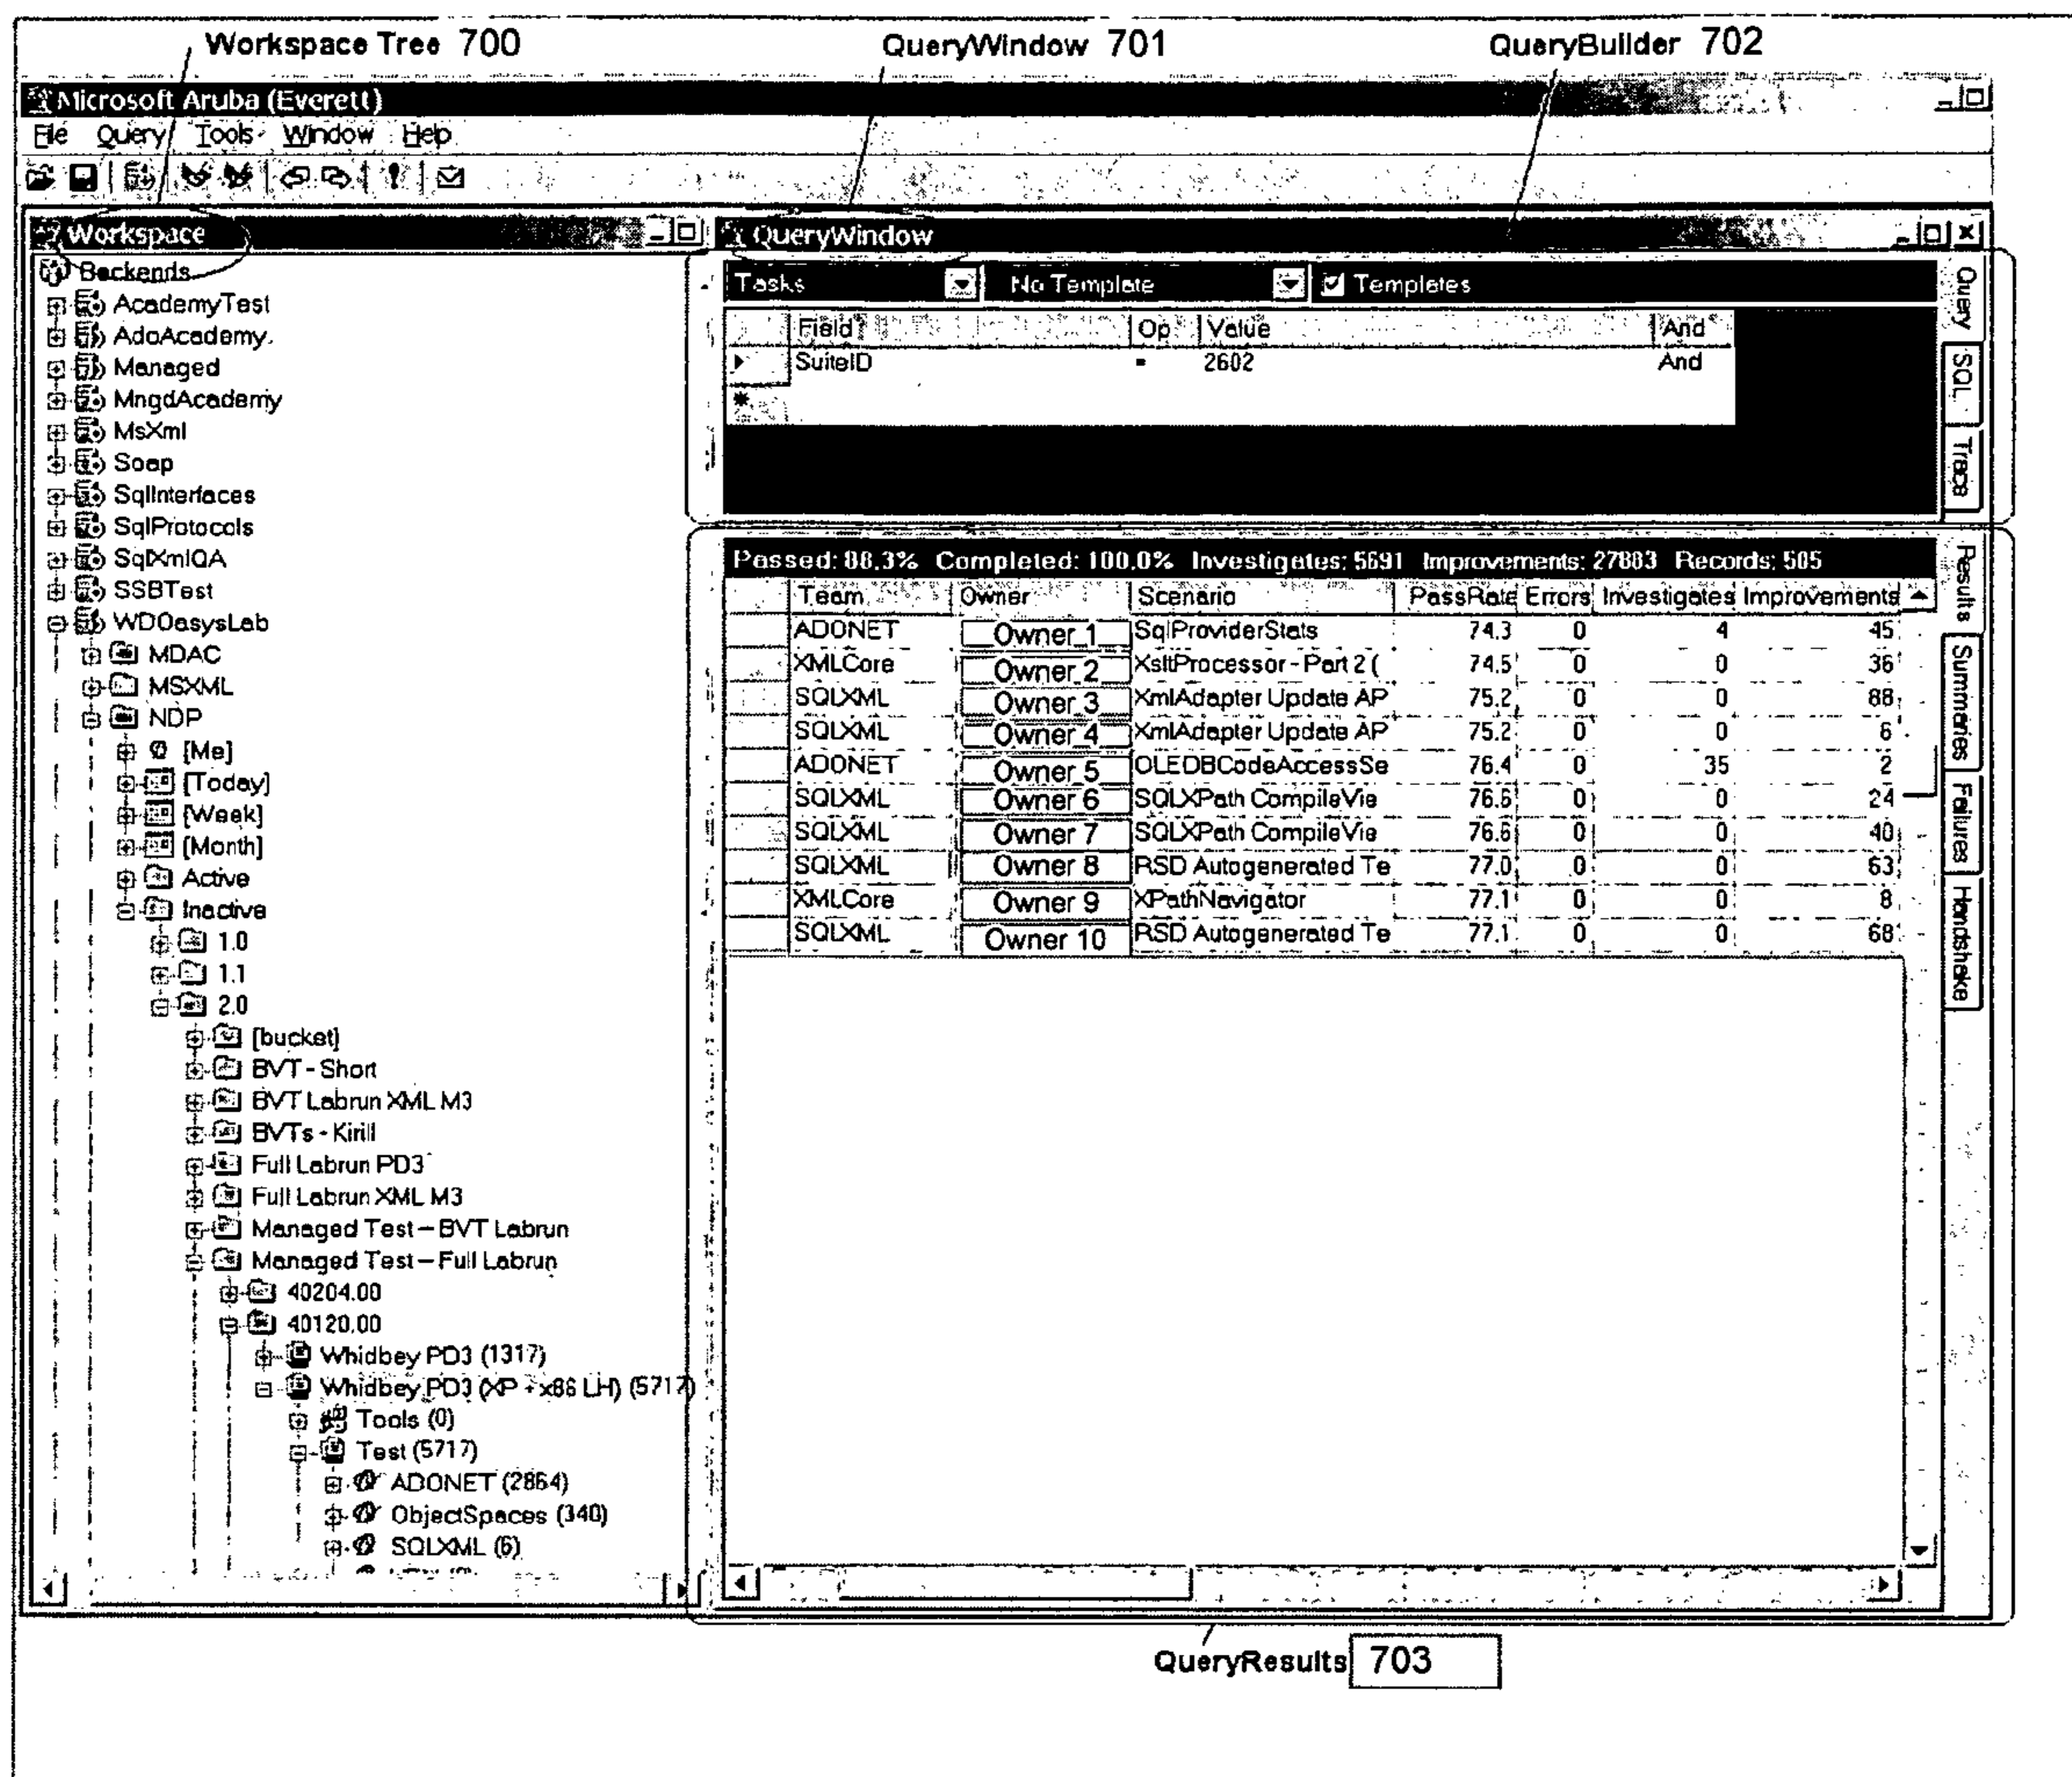 Workspace Tree 700
QueryWindow 701
QueryBuilder 702
Microsoft Aruba (Everett)
File Query Tools Window Help
Workspace
Backends
AcademyTest
AdoAcademy
Managed
MngdAcademy
MsXml
Soap
SqlInterfaces
SqlProtocols
SqlXmlQA
SSBTest
WDOasysLab
MDAC
MSXML
NDP
[Me]
[Today]
[Week]
[Month]
Active
Inactive
1.0
1.1
2.0
[bucket]
BVT - Short
BVT Labrun XML M3
BVTs - Kirill
Full Labrun PD3
Full Labrun XML M3
Managed Test – BVT Labrun
Managed Test – Full Labrun
40204.00
40120.00
Whidbey PD3 (1317)
Whidbey PD3 (XP + x86 LH) (5717)
Tools (0)
Test (5717)
ADONET (2864)
ObjectSpaces (340)
SQLXML (6)
QueryWindow
Tasks No Template Templates
Field Op Value And
SuiteID = 2602 And
Query
SQL
Trace
Passed: 88.3% Completed: 100.0% Investigates: 5691 Improvements: 27883 Records: 505
Team Owner Scenario PassRate Errors Investigates Improvements
ADONET Owner 1 SqlProviderStats 74.3 0 4 45
XMLCore Owner 2 XsltProcessor - Part 2 ( 74.5 0 0 36
SQLXML Owner 3 XmlAdapter Update AP 75.2 0 0 88
SQLXML Owner 4 XmlAdapter Update AP 75.2 0 0 6
ADONET Owner 5 OLEDBCodeAccessSe 76.4 0 35 2
SQLXML Owner 6 SQLXPath CompileVie 76.6 0 0 24
SQLXML Owner 7 SQLXPath CompileVie 76.6 0 0 40
SQLXML Owner 8 RSD Autogenerated Te 77.0 0 0 63
XMLCore Owner 9 XPathNavigator 77.1 0 0 8
SQLXML Owner 10 RSD Autogenerated Te 77.1 0 0 68
Results
Summaries
Failures
Handshake
QueryResults 703